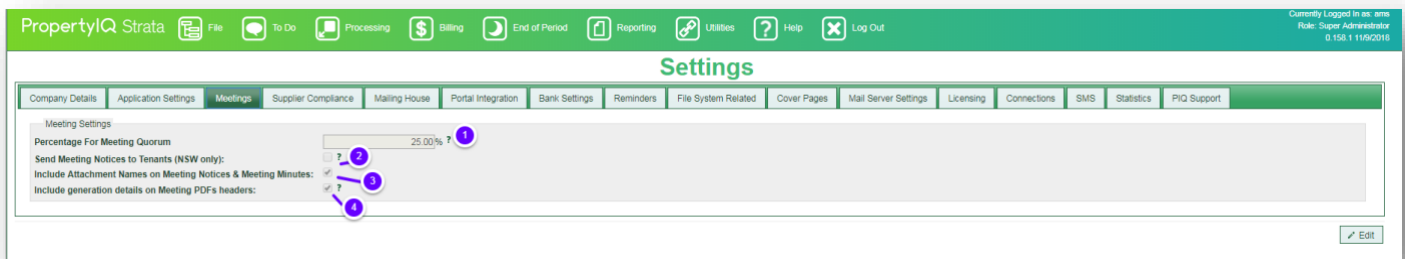 PropertyIQ Strata File To Do Processing Billing End of Period Reporting Utilities ? Help Log Out
Currently Logged In as: ams
Role: Super Administrator
0.158.1 11/9/2016
Settings
Company Details Application Settings Meetings Supplier Compliance Mailing House Portal Integration Bank Settings Reminders File System Related Cover Pages Mail Server Settings Licensing Connections SMS Statistics PIQ Support
Meeting Settings
Percentage For Meeting Quorum 25.00 % ? 1
Send Meeting Notices to Tenants (NSW only): ? 2
Include Attachment Names on Meeting Notices & Meeting Minutes: 3
Include generation details on Meeting PDFs headers: ? 4
Edit